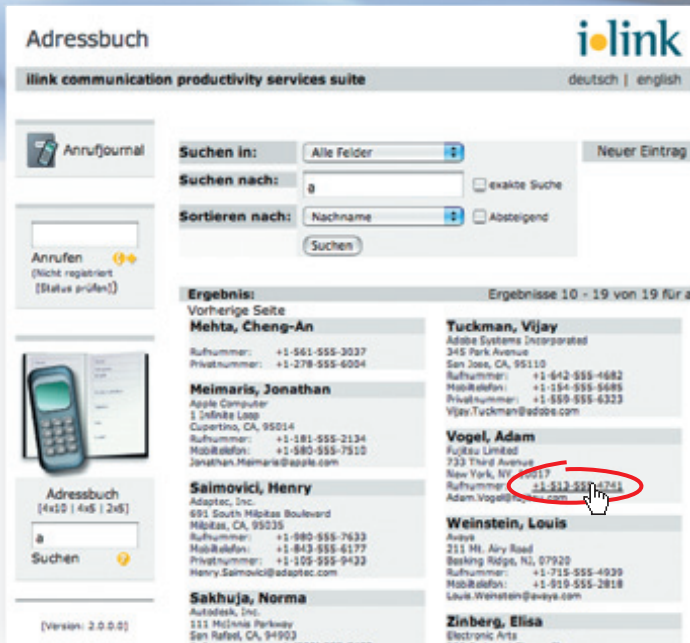 Adressbuch
i•link
ilink communication productivity services suite
deutsch | english
Anrufjournal
Suchen in:
Alle Felder
Neuer Eintrag
Suchen nach:
a
exakte Suche
Sortieren nach:
Nachname
Absteigend
Suchen
Anrufen
(Nicht registriert
[Status prüfen])
Adressbuch
[4x10 | 4x5 | 2x5]
a
Suchen
[Version: 2.0.0.0]
Ergebnis:
Ergebnisse 10 - 19 von 19 für a
Vorherige Seite
Mehta, Cheng-An
Rufnummer: +1-561-555-3037
Privatnummer: +1-278-555-6004
Meimaris, Jonathan
Apple Computer
1 Infinite Loop
Cupertino, CA, 95014
Rufnummer: +1-181-555-2134
Mobiltelefon: +1-580-555-7510
Jonathan.Meimaris@apple.com
Saimovici, Henry
Adaptec, Inc.
691 South Milpitas Boulevard
Milpitas, CA, 95035
Rufnummer: +1-980-555-7633
Mobiltelefon: +1-843-555-6177
Privatnummer: +1-105-555-9433
Henry.Saimovici@adaptec.com
Sakhuja, Norma
Autodesk, Inc.
111 McInnis Parkway
San Rafael, CA, 94903
Tuckman, Vijay
Adobe Systems Incorporated
345 Park Avenue
San Jose, CA, 95110
Rufnummer: +1-642-555-4682
Mobiltelefon: +1-154-555-5685
Privatnummer: +1-559-555-6323
Vijay.Tuckman@adobe.com
Vogel, Adam
Fujitsu Limited
733 Third Avenue
New York, NY, 10017
Rufnummer: +1-512-555-4741
Adam.Vogel@fujitsu.com
Weinstein, Louis
Avaya
211 Mt. Airy Road
Basking Ridge, NJ, 07920
Rufnummer: +1-715-555-4939
Mobiltelefon: +1-919-555-2818
Louis.Weinstein@avaya.com
Zinberg, Elisa
Electronic Arts